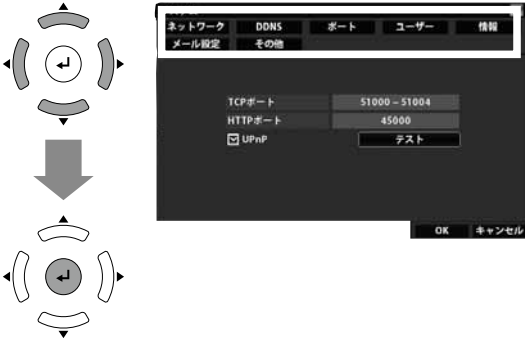 ネットワーク DDNS ポート ユーザー 情報
メール設定 その他
TCPポート 51000 – 51004
HTTPポート 45000
UPnP テスト
OK キャンセル